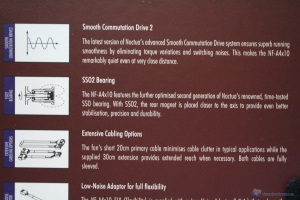 Smooth Commutation Drive 2
The latest version of Noctua's advanced Smooth Commutation Drive system ensures superb running
smoothness by eliminating torque variations and switching noises. This makes the NF-A4x10
remarkably quiet even at very close distance.
SSO2 Bearing
The NF-A4x10 features the further optimised second generation of Noctua's renowned, time-tested
SSO bearing. With SSO2, the rear magnet is placed closer to the axis to provide even better
stabilisation, precision and durability.
Extensive Cabling Options
The fan's short 20cm primary cable minimises cable clutter in typical applications while the
supplied 30cm extension provides extended reach when necessary. Both cables are fully
sleeved.
Low-Noise Adaptor for full flexibility